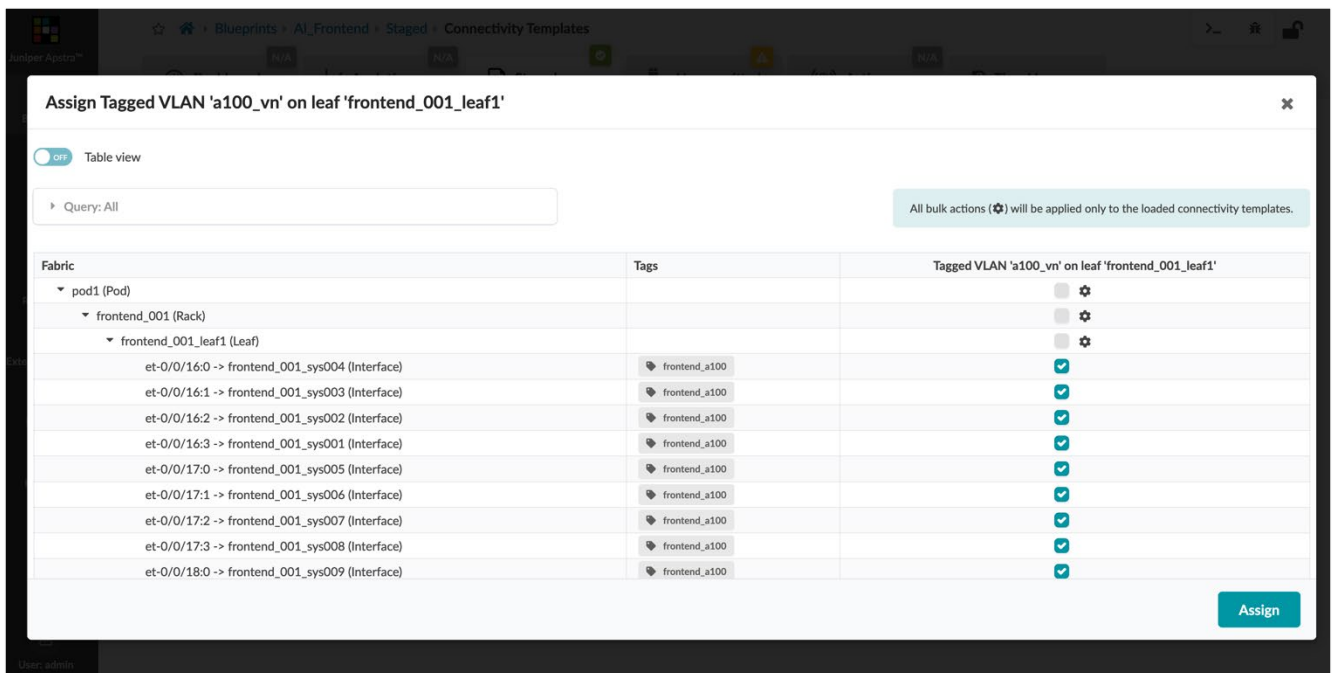 Blueprints › AI_Frontend › Staged › Connectivity Templates
Juniper Apstra™
N/A N/A N/A
Assign Tagged VLAN 'a100_vn' on leaf 'frontend_001_leaf1'
OFF Table view
Query: All
All bulk actions (⚙) will be applied only to the loaded connectivity templates.
Fabric Tags Tagged VLAN 'a100_vn' on leaf 'frontend_001_leaf1'
pod1 (Pod)
frontend_001 (Rack)
frontend_001_leaf1 (Leaf)
et-0/0/16:0 -> frontend_001_sys004 (Interface) frontend_a100
et-0/0/16:1 -> frontend_001_sys003 (Interface) frontend_a100
et-0/0/16:2 -> frontend_001_sys002 (Interface) frontend_a100
et-0/0/16:3 -> frontend_001_sys001 (Interface) frontend_a100
et-0/0/17:0 -> frontend_001_sys005 (Interface) frontend_a100
et-0/0/17:1 -> frontend_001_sys006 (Interface) frontend_a100
et-0/0/17:2 -> frontend_001_sys007 (Interface) frontend_a100
et-0/0/17:3 -> frontend_001_sys008 (Interface) frontend_a100
et-0/0/18:0 -> frontend_001_sys009 (Interface) frontend_a100
Assign
User: admin